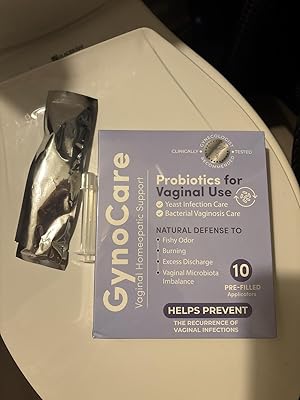 GYNECOLOGIST
CLINICALLY TESTED
RECOMMENDED
GynoCare
Vaginal Homeopathic Support
Probiotics for
Vaginal Use
Yeast Infection Care
Bacterial Vaginosis Care
NATURAL DEFENSE TO
• Fishy Odor
• Burning
• Excess Discharge
• Vaginal Microbiota
Imbalance
10
PRE-FILLED
Applicators
HELPS PREVENT
THE RECURRENCE OF
VAGINAL INFECTIONS